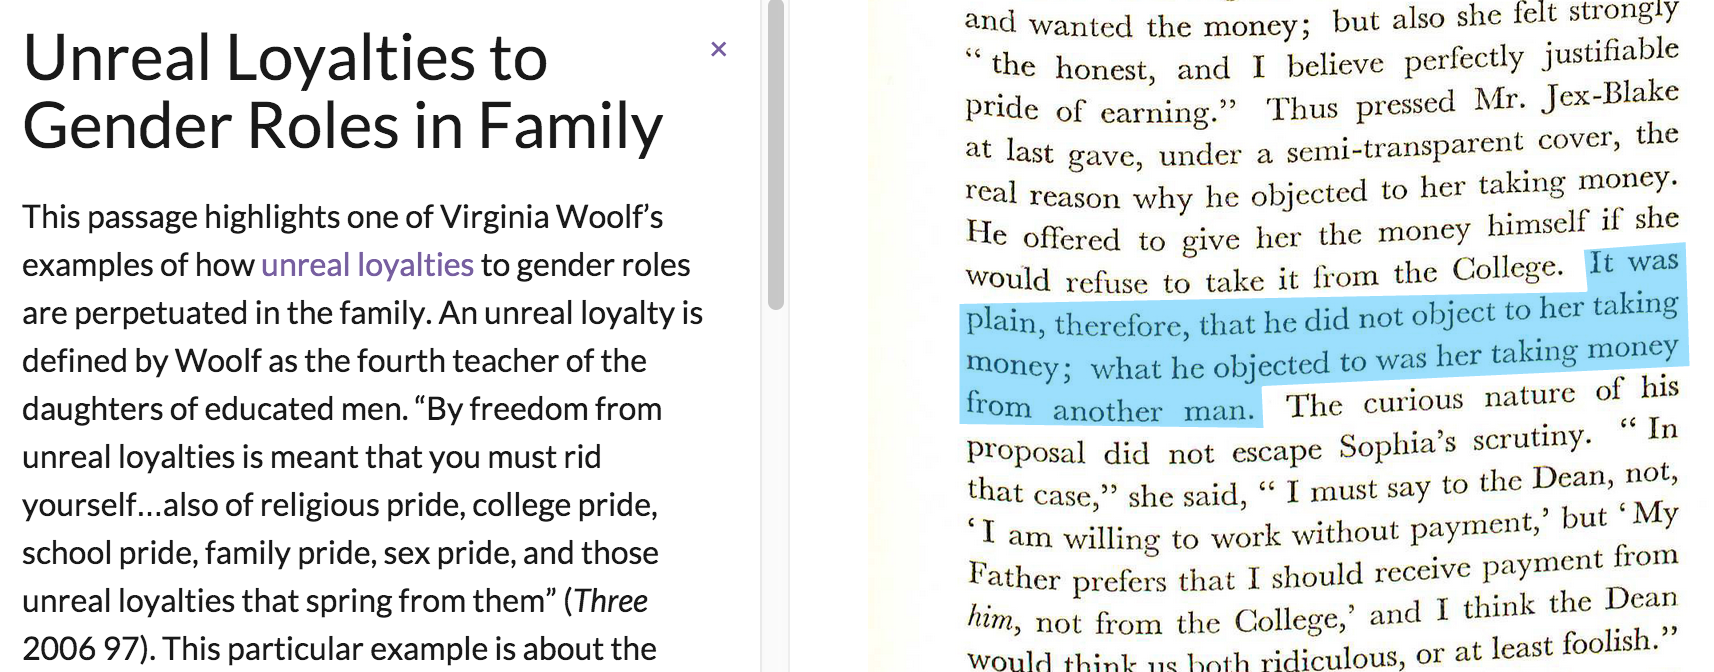 Unreal Loyalties to
Gender Roles in Family
×
This passage highlights one of Virginia Woolf’s
examples of how unreal loyalties to gender roles
are perpetuated in the family. An unreal loyalty is
defined by Woolf as the fourth teacher of the
daughters of educated men. “By freedom from
unreal loyalties is meant that you must rid
yourself…also of religious pride, college pride,
school pride, family pride, sex pride, and those
unreal loyalties that spring from them” (Three
2006 97). This particular example is about the
and wanted the money; but also she felt strongly
“ the honest, and I believe perfectly justifiable
pride of earning.” Thus pressed Mr. Jex-Blake
at last gave, under a semi-transparent cover, the
real reason why he objected to her taking money.
He offered to give her the money himself if she
would refuse to take it from the College. It was
plain, therefore, that he did not object to her taking
money; what he objected to was her taking money
from another man. The curious nature of his
proposal did not escape Sophia’s scrutiny. “ In
that case,” she said, “ I must say to the Dean, not,
‘ I am willing to work without payment,’ but ‘ My
Father prefers that I should receive payment from
him, not from the College,’ and I think the Dean
would think us both ridiculous, or at least foolish.”